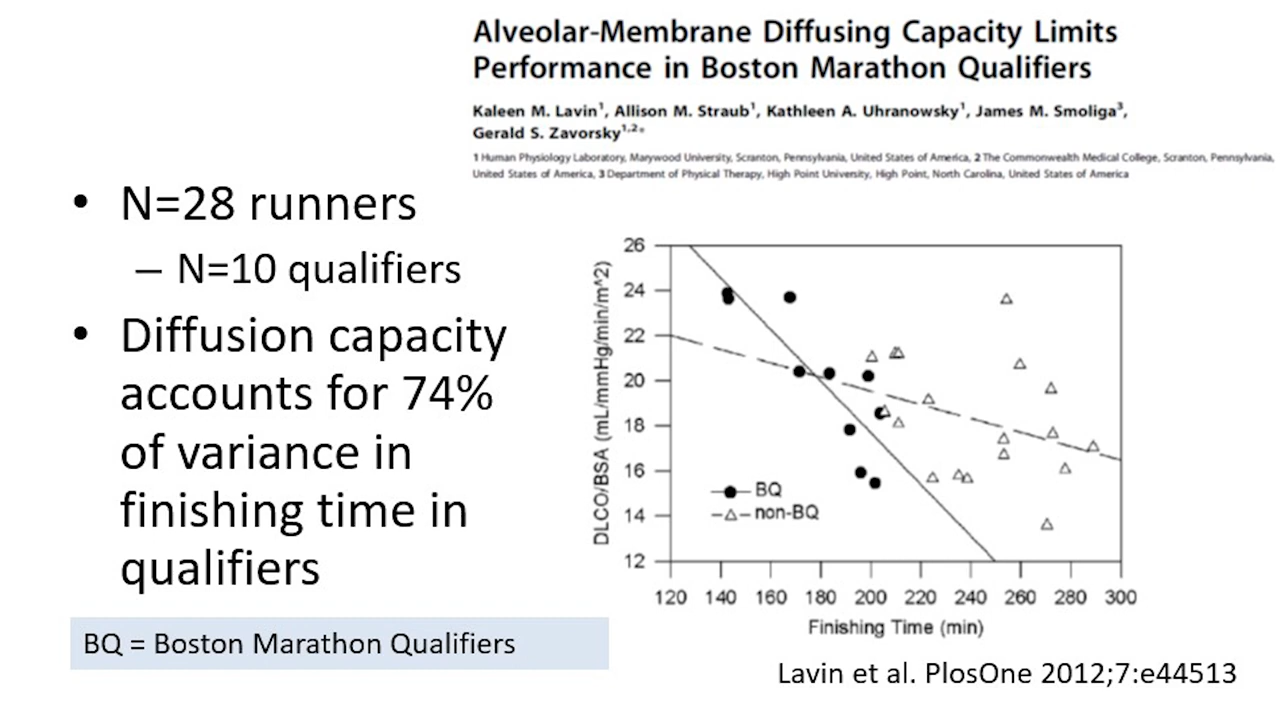 Alveolar-Membrane Diffusing Capacity Limits
Performance in Boston Marathon Qualifiers
Kaleen M. Lavin¹, Allison M. Straub¹, Kathleen A. Uhranowsky¹, James M. Smoliga³,
Gerald S. Zavorsky¹,²*
1 Human Physiology Laboratory, Marywood University, Scranton, Pennsylvania, United States of America, 2 The Commonwealth Medical College, Scranton, Pennsylvania,
United States of America, 3 Department of Physical Therapy, High Point University, High Point, North Carolina, United States of America
• N=28 runners
– N=10 qualifiers
• Diffusion capacity
accounts for 74%
of variance in
finishing time in
qualifiers
BQ = Boston Marathon Qualifiers
DLCO/BSA (mL/mmHg/min/m^2)
26
24
22
20
18
16
14
12
BQ
non-BQ
120 140 160 180 200 220 240 260 280 300
Finishing Time (min)
Lavin et al. PlosOne 2012;7:e44513